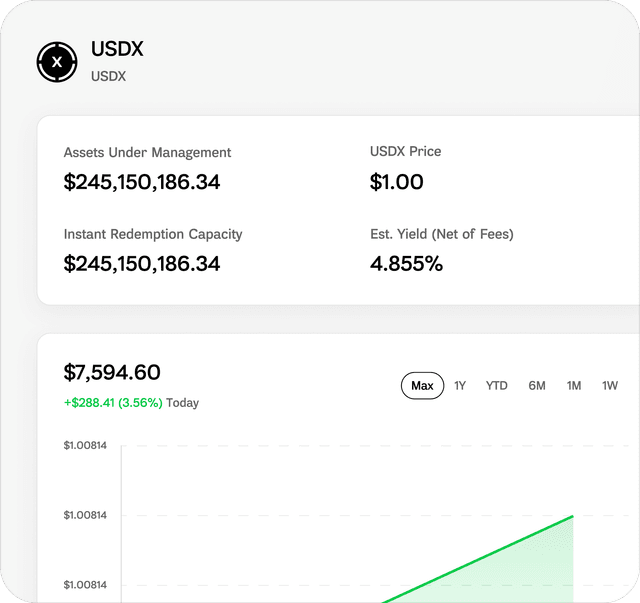 X
USDX
USDX
Assets Under Management
$245,150,186.34
USDX Price
$1.00
Instant Redemption Capacity
$245,150,186.34
Est. Yield (Net of Fees)
4.855%
$7,594.60
+$288.41 (3.56%) Today
Max 1Y YTD 6M 1M 1W
$1.00814
$1.00814
$1.00814